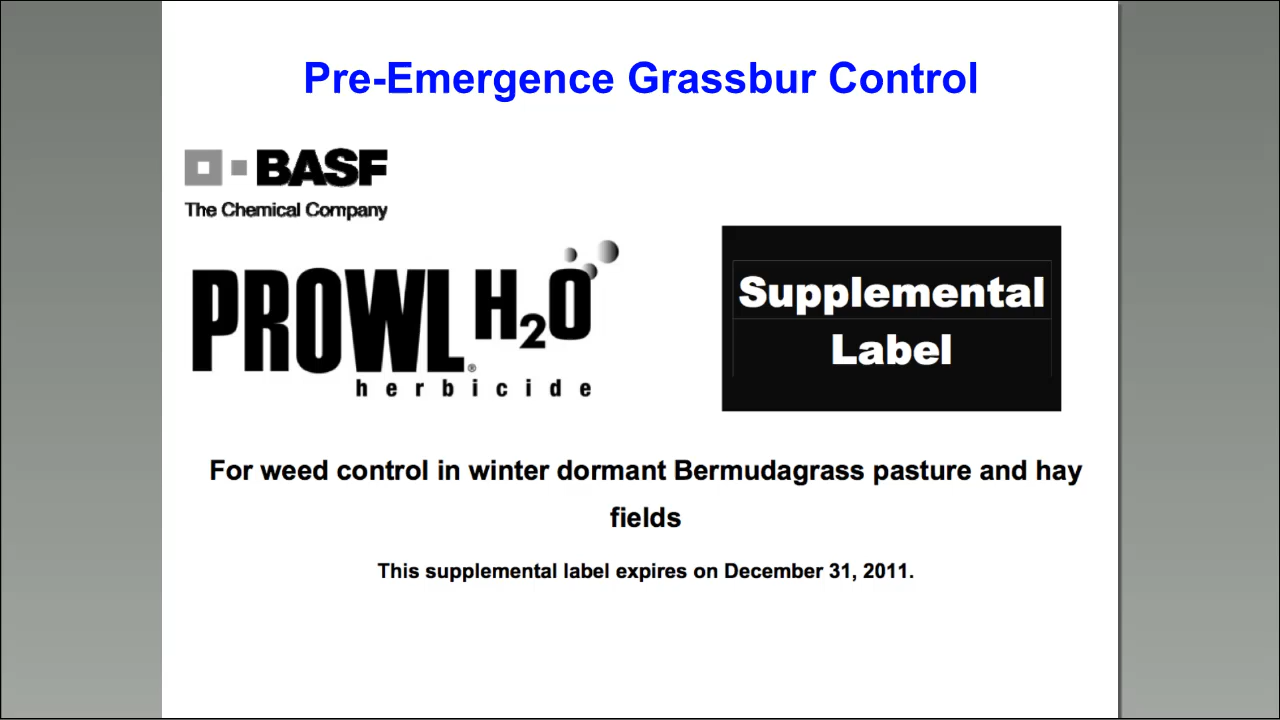 Pre-Emergence Grassbur Control
BASF
The Chemical Company
PROWL® H2O
herbicide
Supplemental
Label
For weed control in winter dormant Bermudagrass pasture and hay
fields
This supplemental label expires on December 31, 2011.